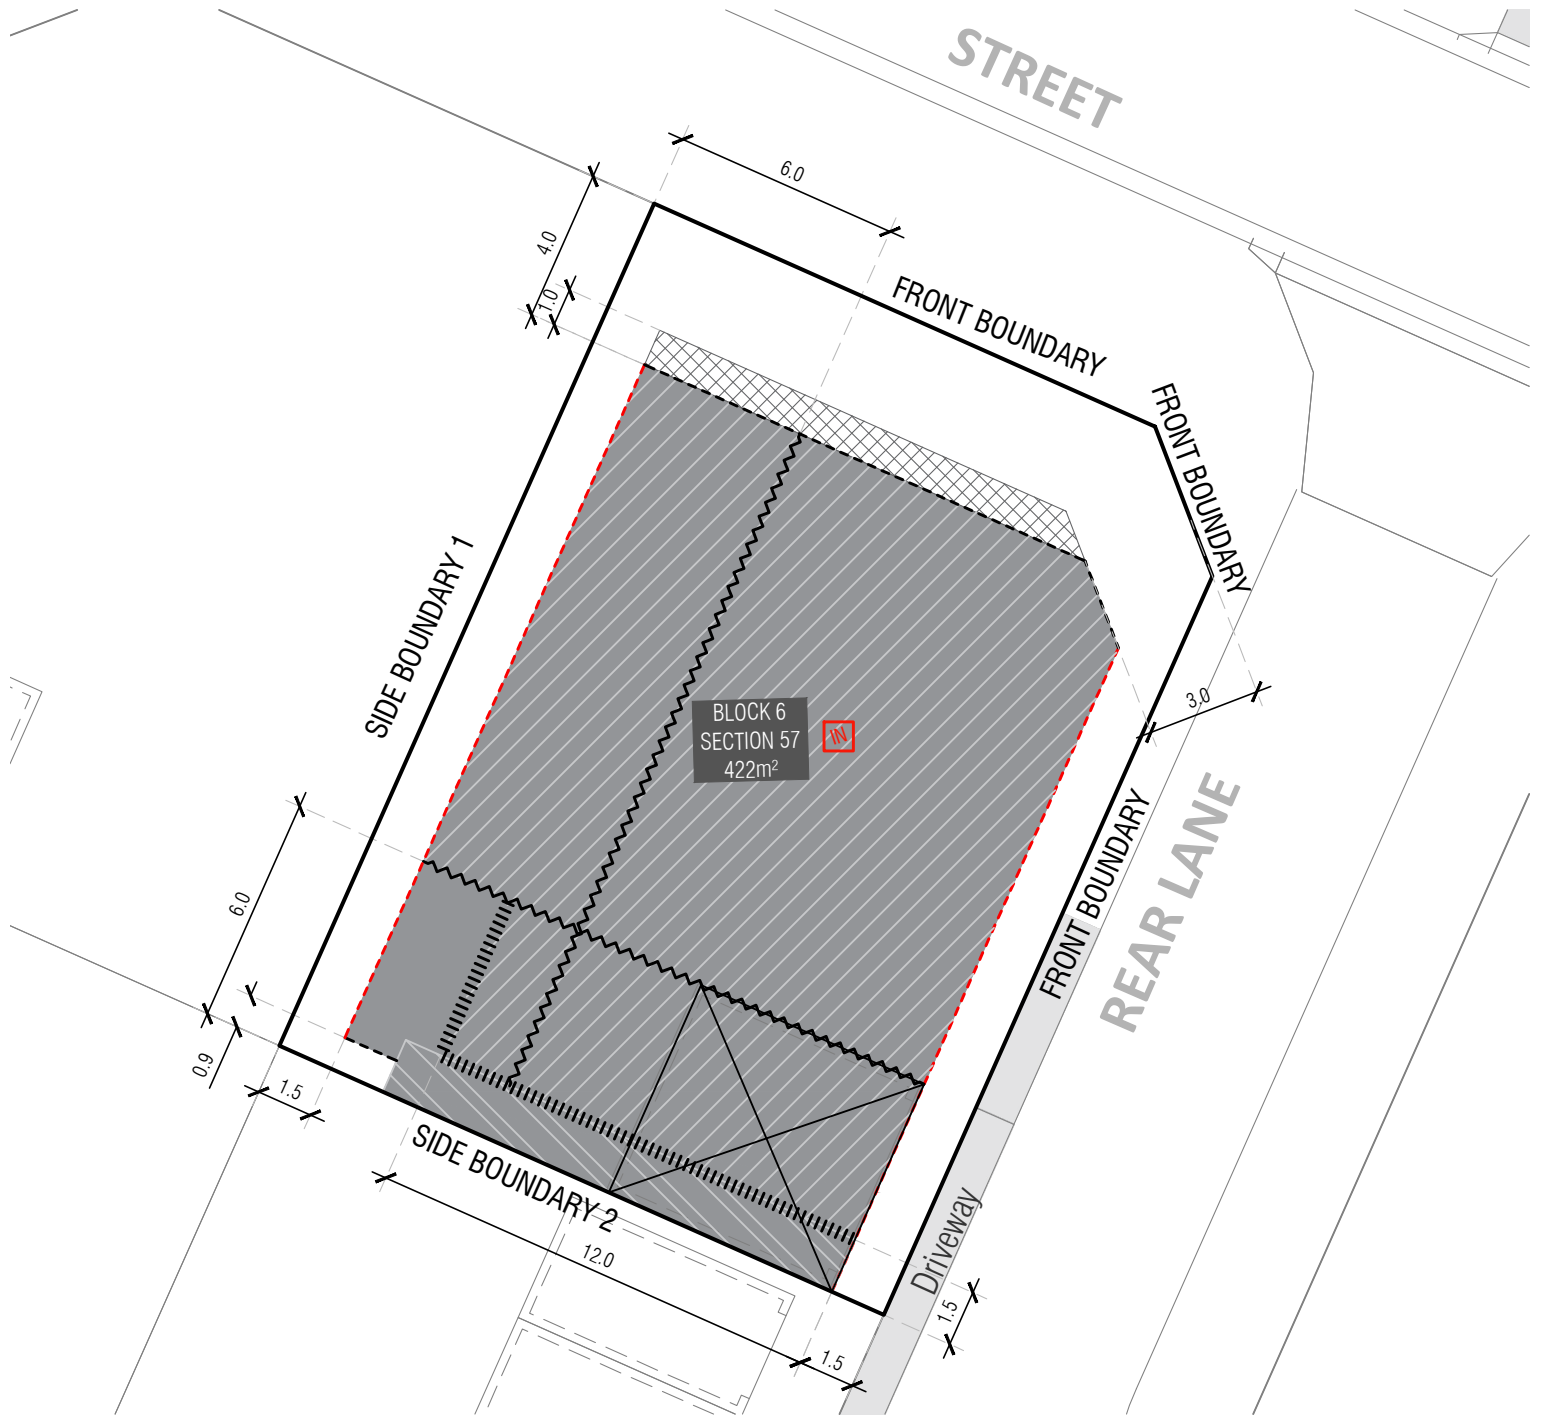 STREET
6.0
4.0
1.0
FRONT BOUNDARY
FRONT BOUNDARY
SIDE BOUNDARY 1
BLOCK 6
SECTION 57
422m²
IN
3.0
FRONT BOUNDARY
REAR LANE
6.0
0.9
1.5
SIDE BOUNDARY 2
12.0
1.5
1.5
Driveway